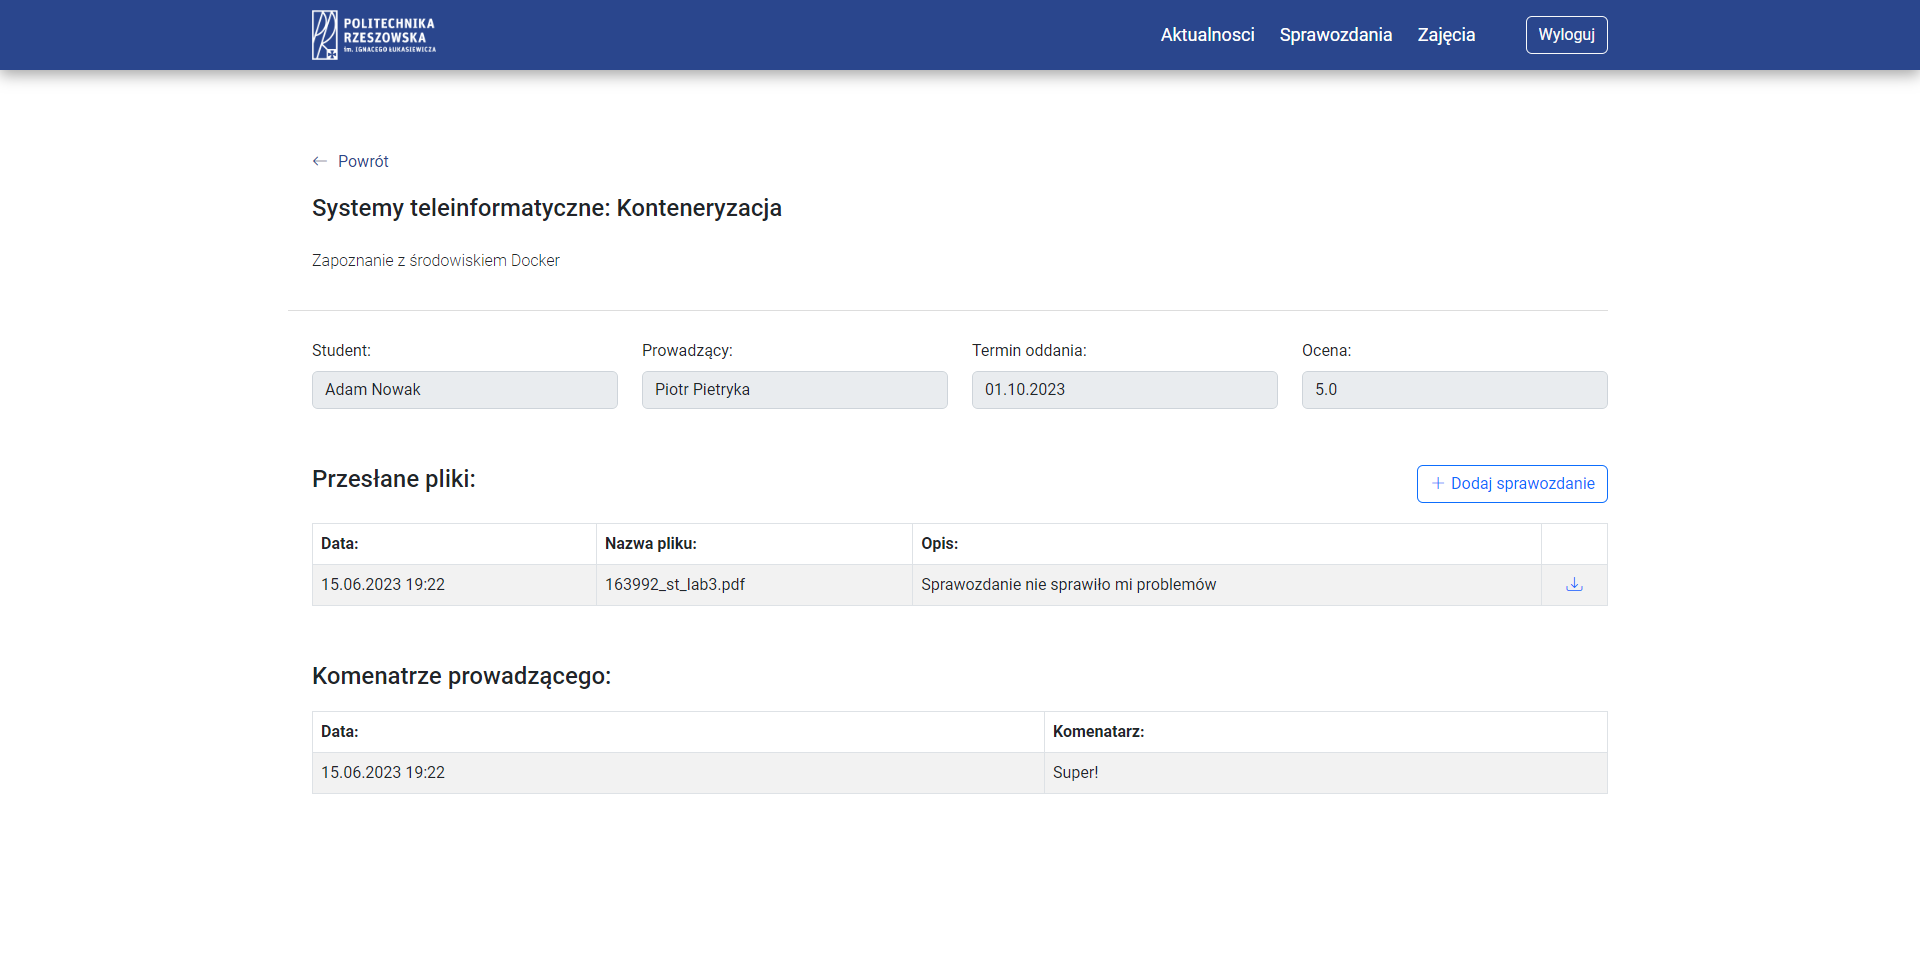 POLITECHNIKA
RZESZOWSKA
im. IGNACEGO ŁUKASIEWICZA
Aktualnosci Sprawozdania Zajęcia Wyloguj
Powrót
Systemy teleinformatyczne: Konteneryzacja
Zapoznanie z środowiskiem Docker
Student: Prowadzący: Termin oddania: Ocena:
Adam Nowak Piotr Pietryka 01.10.2023 5.0
Przesłane pliki:
+ Dodaj sprawozdanie
Data: Nazwa pliku: Opis:
15.06.2023 19:22 163992_st_lab3.pdf Sprawozdanie nie sprawiło mi problemów
Komenatrze prowadzącego:
Data: Komenatarz:
15.06.2023 19:22 Super!